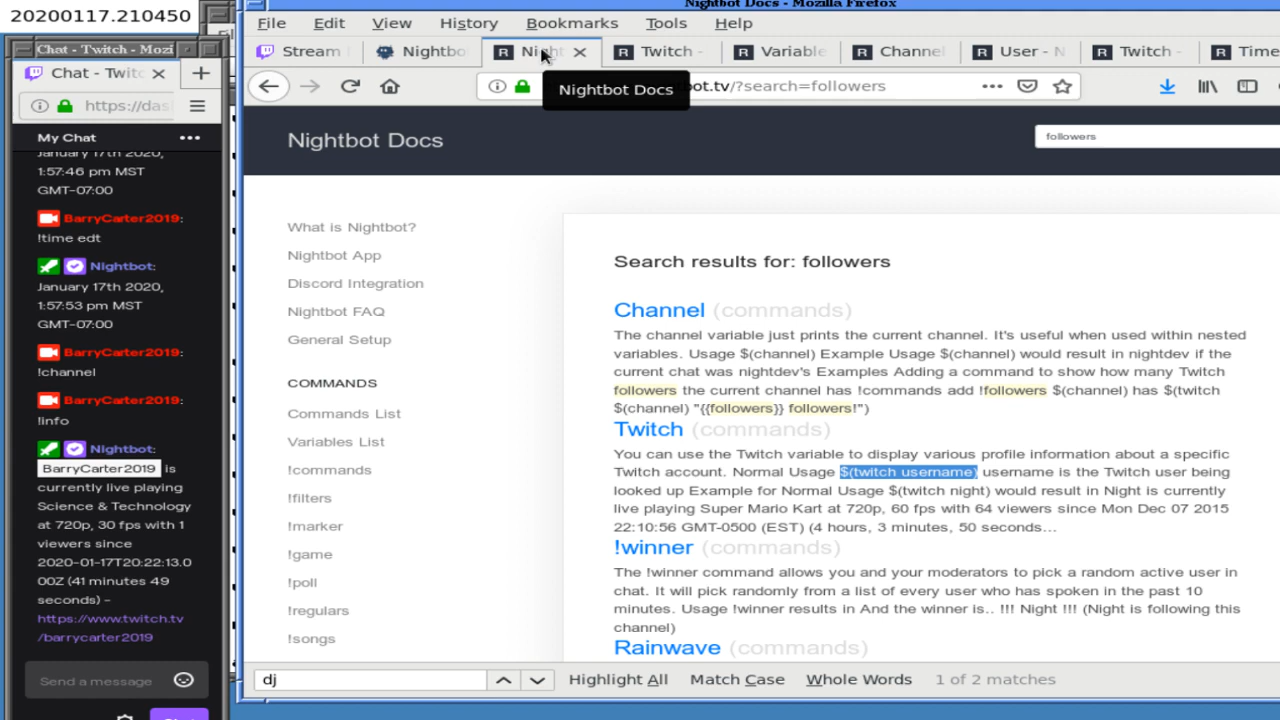 20200117.210450
Chat - Twitch - Mozi
Chat - Twitc
https://das
My Chat
January 17th 2020,
1:57:46 pm MST
GMT-07:00
BarryCarter2019:
!time edt
Nightbot:
January 17th 2020,
1:57:53 pm MST
GMT-07:00
BarryCarter2019:
!channel
BarryCarter2019:
!info
Nightbot:
BarryCarter2019 is
currently live playing
Science & Technology
at 720p, 30 fps with 1
viewers since
2020-01-17T20:22:13.0
00Z (41 minutes 49
seconds) -
https://www.twitch.tv
/barrycarter2019
Send a message
Nightbot Docs - Mozilla Firefox
File Edit View History Bookmarks Tools Help
Stream Nightbo Nigh Twitch - Variable Channel User - N Twitch - Time
bot.tv/?search=followers
Nightbot Docs
Nightbot Docs
followers
What is Nightbot?
Nightbot App
Discord Integration
Nightbot FAQ
General Setup
COMMANDS
Commands List
Variables List
!commands
!filters
!marker
!game
!poll
!regulars
!songs
Search results for: followers
Channel (commands)
The channel variable just prints the current channel. It's useful when used within nested
variables. Usage $(channel) Example Usage $(channel) would result in nightdev if the
current chat was nightdev's Examples Adding a command to show how many Twitch
followers the current channel has !commands add !followers $(channel) has $(twitch
$(channel) "{{followers}} followers!")
Twitch (commands)
You can use the Twitch variable to display various profile information about a specific
Twitch account. Normal Usage $(twitch username) username is the Twitch user being
looked up Example for Normal Usage $(twitch night) would result in Night is currently
live playing Super Mario Kart at 720p, 60 fps with 64 viewers since Mon Dec 07 2015
22:10:56 GMT-0500 (EST) (4 hours, 3 minutes, 50 seconds...
!winner (commands)
The !winner command allows you and your moderators to pick a random active user in
chat. It will pick randomly from a list of every user who has spoken in the past 10
minutes. Usage !winner results in And the winner is.. !!! Night !!! (Night is following this
channel)
Rainwave (commands)
dj
Highlight All Match Case Whole Words 1 of 2 matches